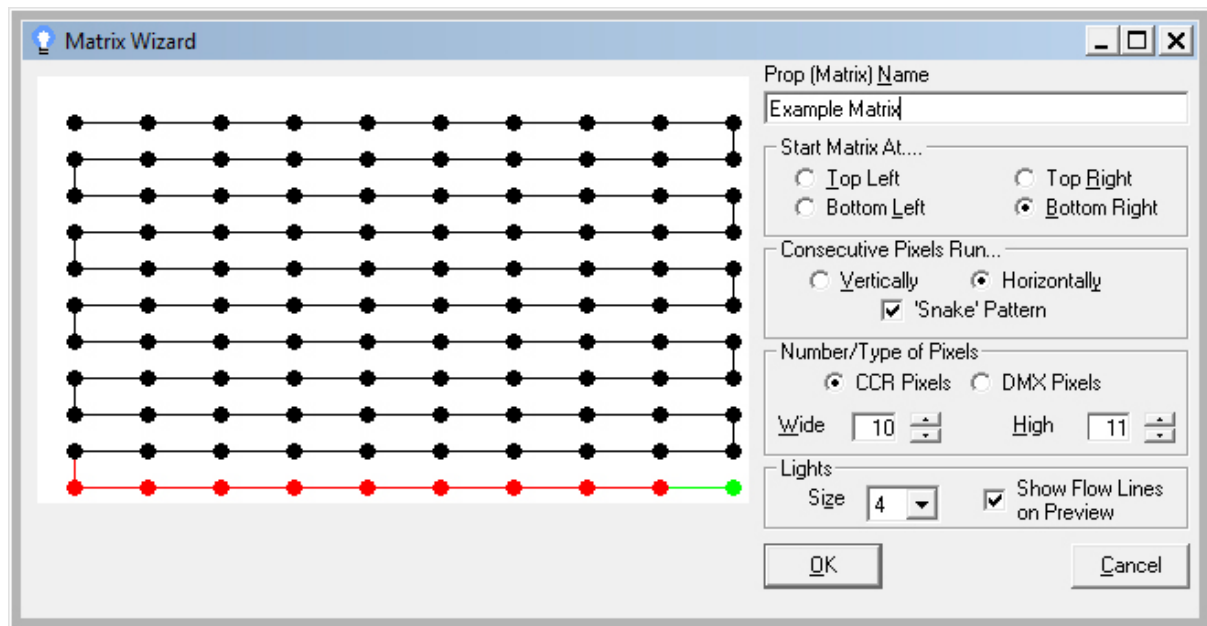 Matrix Wizard
Prop (Matrix) Name
Example Matrix
Start Matrix At....
Top Left
Top Right
Bottom Left
Bottom Right
Consecutive Pixels Run...
Vertically
Horizontally
'Snake' Pattern
Number/Type of Pixels
CCR Pixels
DMX Pixels
Wide 10
High 11
Lights
Size 4
Show Flow Lines
on Preview
OK
Cancel